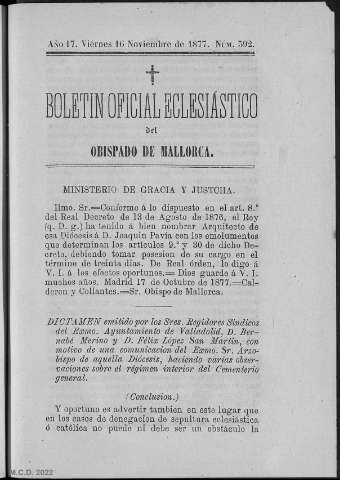 Año 17. Viérnes 16 Noviembre de 1877. NÚM. 392.
BOLETIN OFICIAL ECLESIÁSTICO
del
OBISPADO DE MALLORCA.
MINISTERIO DE GRACIA Y JUSTCIIA.
Ilmo. Sr.=Conforme á lo dispuesto en el art. 8.º
del Real Decreto de 13 de Agosto de 1876, el Rey
(q. D. g.) ha tenido á bien nombrar Arquitecto de
esa Diócesis á D. Joaquin Pavía con los emolumentos
que determinan los artículos 9.º y 30 de dicho De-
creto, debiendo tomar posesion de su cargo en el
término de treinta dias. De Real órden, lo digo á
V. I. á los efectos oportunos.= Dios guarde á V. I.
muchos años. Madrid 17 de Octubre de 1877.=Cal-
deron y Collantes.=Sr. Obispo de Mallorca.
DICTAMEN emitido por los Sres. Regidores Síndicos
del Exmo. Ayuntamiento de Valladolid, D. Ber-
nabé Merino y D. Félix López San Martin, con
motivo de una comunicacion del Exmo. Sr. Arzo-
bispo de aquella Diócesis, haciendo varias obser-
vaciones sobre el régimen interior del Cementerio
general.
(Conclusion.)
Y oportuno es advertir tambien en este lugar que
en los casos de denegacion de sepultura eclesiástica
ó católica no puede ni debe ser un obstáculo la
M.C.D. 2022